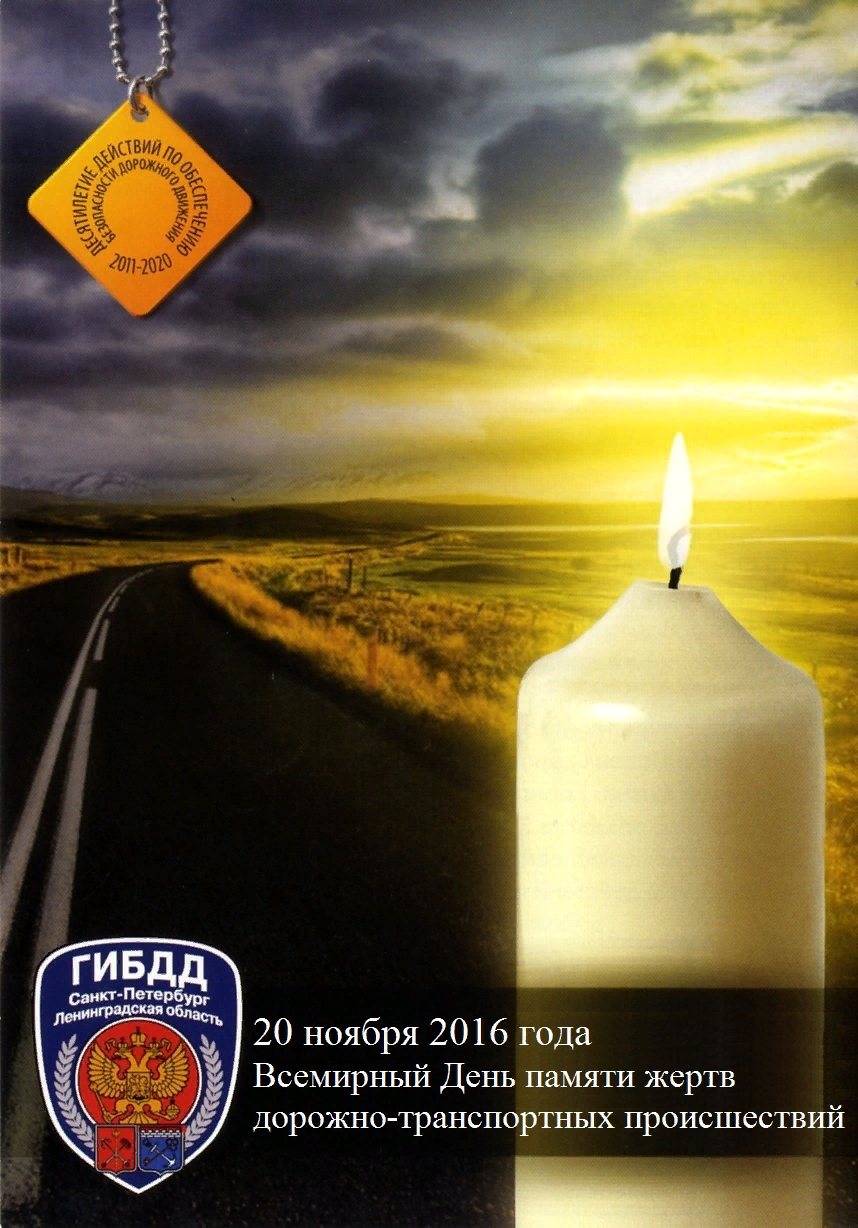 ДЕСЯТИЛЕТИЕ ДЕЙСТВИЙ ПО ОБЕСПЕЧЕНИЮ
БЕЗОПАСНОСТИ ДОРОЖНОГО ДВИЖЕНИЯ
2011-2020
ГИБДД
Санкт-Петербург
Ленинградская область
20 ноября 2016 года
Всемирный День памяти жертв
дорожно-транспортных происшествий